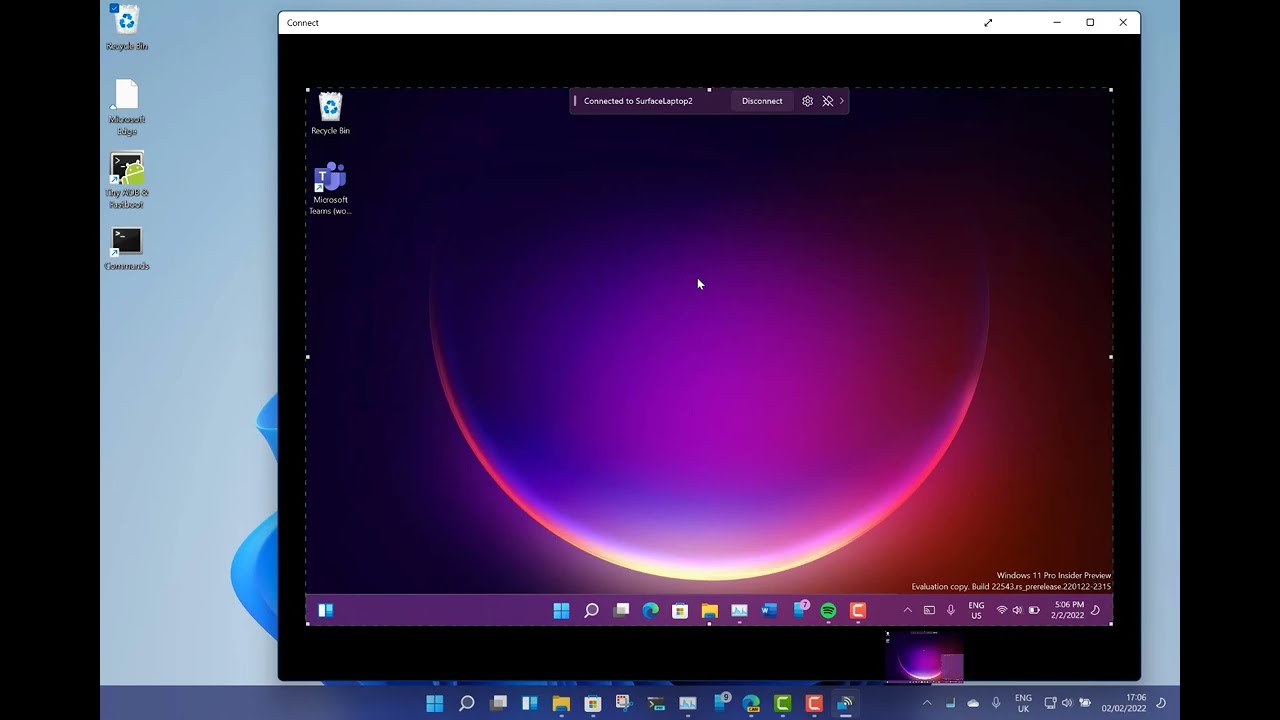 Recycle Bin
Microsoft
Edge
Tiny ADB &
Fastboot
Commands
Connect
Connected to SurfaceLaptop2
Disconnect
Recycle Bin
Microsoft
Teams (wo...
Windows 11 Pro Insider Preview
Evaluation copy. Build 22543.rs_prerelease.220122-2315
7
ENG
US
5:06 PM
2/2/2022
9
CAN
ENG
UK
17:06
02/02/2022